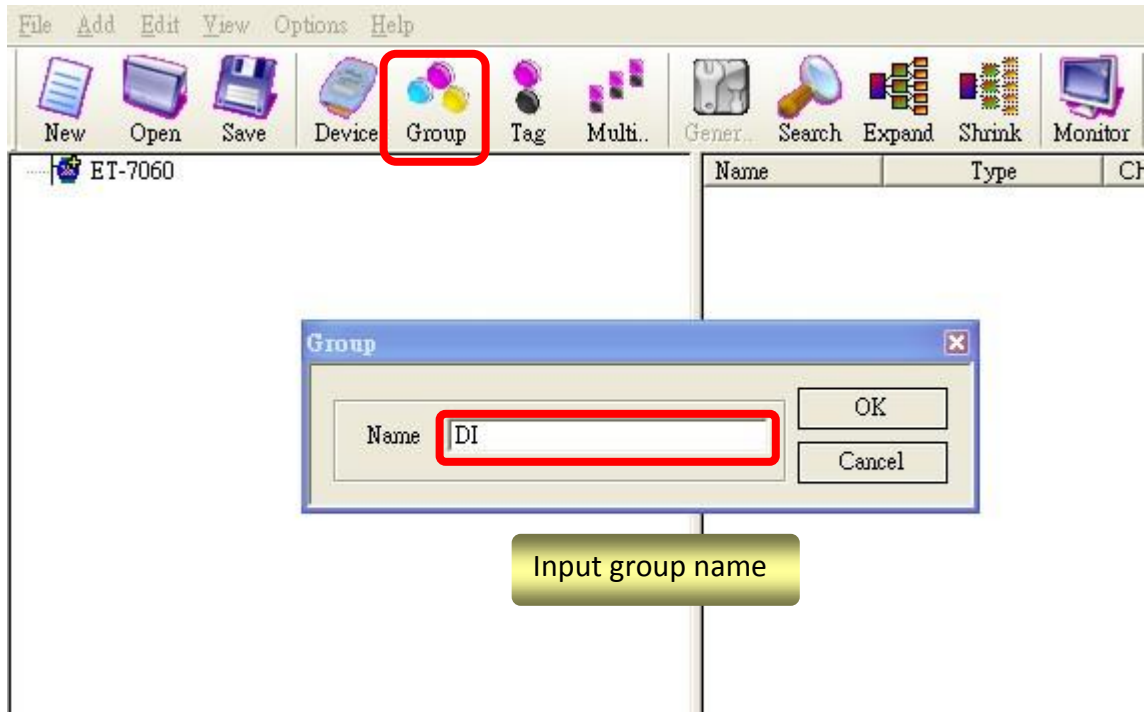 File Add Edit View Options Help
New Open Save Device Group Tag Multi.. Gener.. Search Expand Shrink Monitor
ET-7060
Name Type Ch
Group
OK
Name DI
Cancel
Input group name